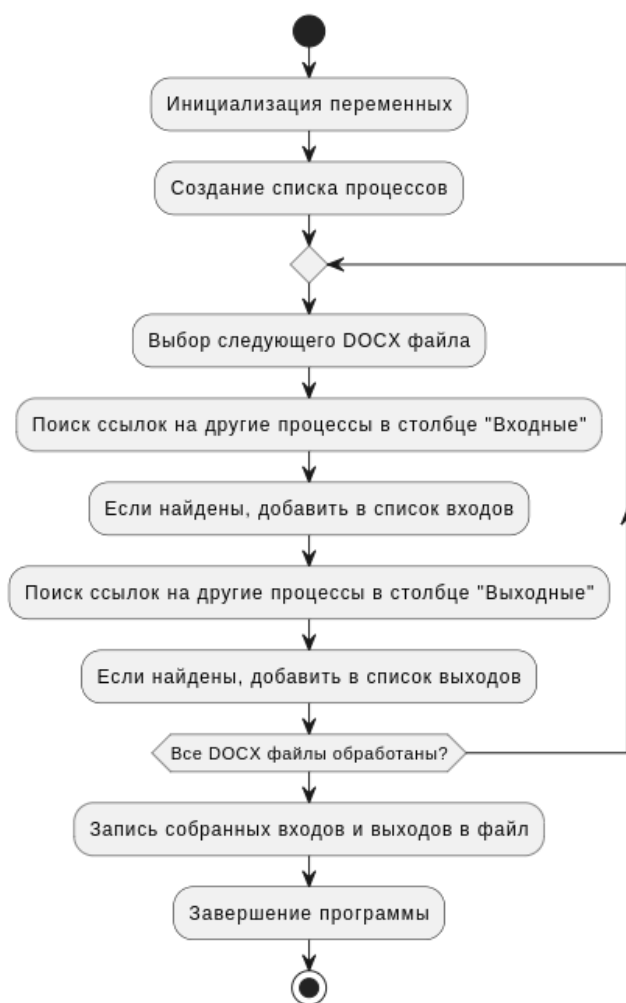 Инициализация переменных
Создание списка процессов
Выбор следующего DOCX файла
Поиск ссылок на другие процессы в столбце "Входные"
Если найдены, добавить в список входов
Поиск ссылок на другие процессы в столбце "Выходные"
Если найдены, добавить в список выходов
Все DOCX файлы обработаны?
Запись собранных входов и выходов в файл
Завершение программы